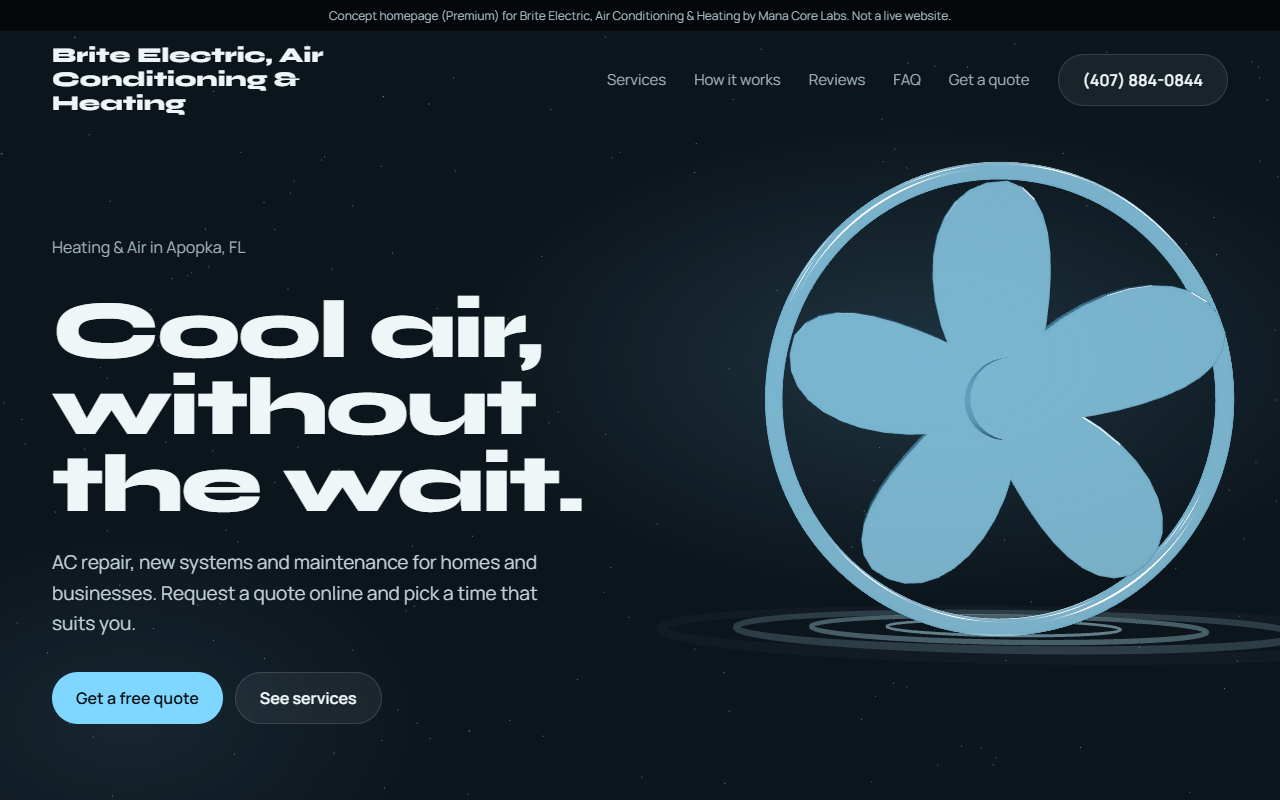 Concept homepage (Premium) for Brite Electric, Air Conditioning & Heating by Mana Core Labs. Not a live website.
Brite Electric, Air
Conditioning &
Heating
Services
How it works
Reviews
FAQ
Get a quote
(407) 884-0844
Heating & Air in Apopka, FL
Cool air,
without
the wait.
AC repair, new systems and maintenance for homes and
businesses. Request a quote online and pick a time that
suits you.
Get a free quote
See services